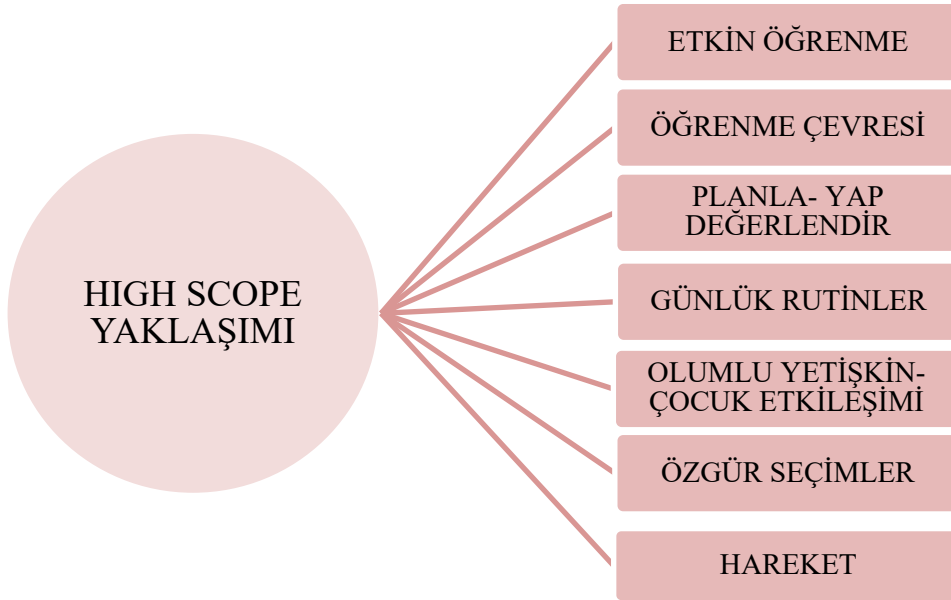 HIGH SCOPE
YAKLAŞIMI
ETKİN ÖĞRENME
ÖĞRENME ÇEVRESİ
PLANLA- YAP
DEĞERLENDİR
GÜNLÜK RUTİNLER
OLUMLU YETİŞKİN-
ÇOCUK ETKİLEŞİMİ
ÖZGÜR SEÇİMLER
HAREKET